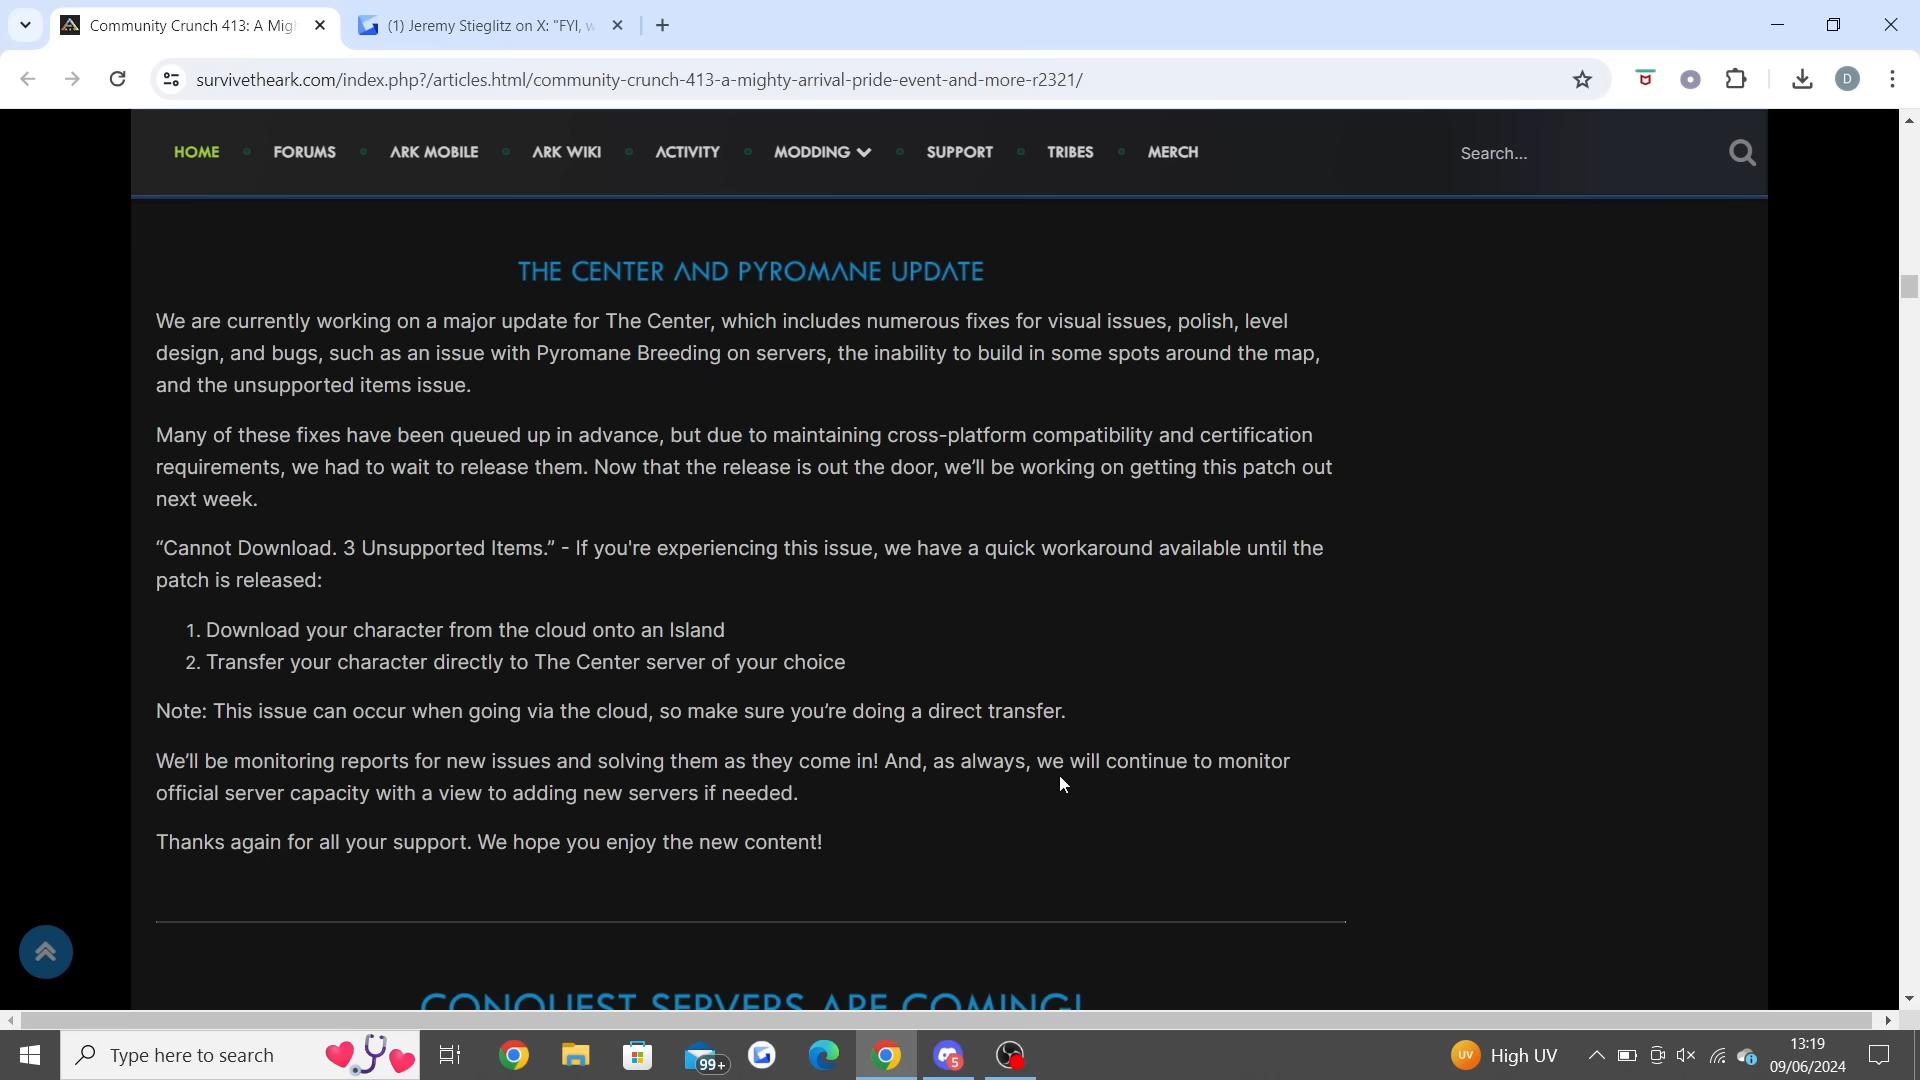 Community Crunch 413: A Migh
(1) Jeremy Stieglitz on X: "FYI, w
survivetheark.com/index.php?/articles.html/community-crunch-413-a-mighty-arrival-pride-event-and-more-r2321/
D
HOME FORUMS ARK MOBILE ARK WIKI ACTIVITY MODDING SUPPORT TRIBES MERCH Search...
THE CENTER AND PYROMANE UPDATE
We are currently working on a major update for The Center, which includes numerous fixes for visual issues, polish, level
design, and bugs, such as an issue with Pyromane Breeding on servers, the inability to build in some spots around the map,
and the unsupported items issue.
Many of these fixes have been queued up in advance, but due to maintaining cross-platform compatibility and certification
requirements, we had to wait to release them. Now that the release is out the door, we'll be working on getting this patch out
next week.
“Cannot Download. 3 Unsupported Items.” - If you're experiencing this issue, we have a quick workaround available until the
patch is released:
1. Download your character from the cloud onto an Island
2. Transfer your character directly to The Center server of your choice
Note: This issue can occur when going via the cloud, so make sure you’re doing a direct transfer.
We’ll be monitoring reports for new issues and solving them as they come in! And, as always, we will continue to monitor
official server capacity with a view to adding new servers if needed.
Thanks again for all your support. We hope you enjoy the new content!
CONQUEST SERVERS ARE COMING!
Type here to search
99+
5
UV High UV
13:19
09/06/2024